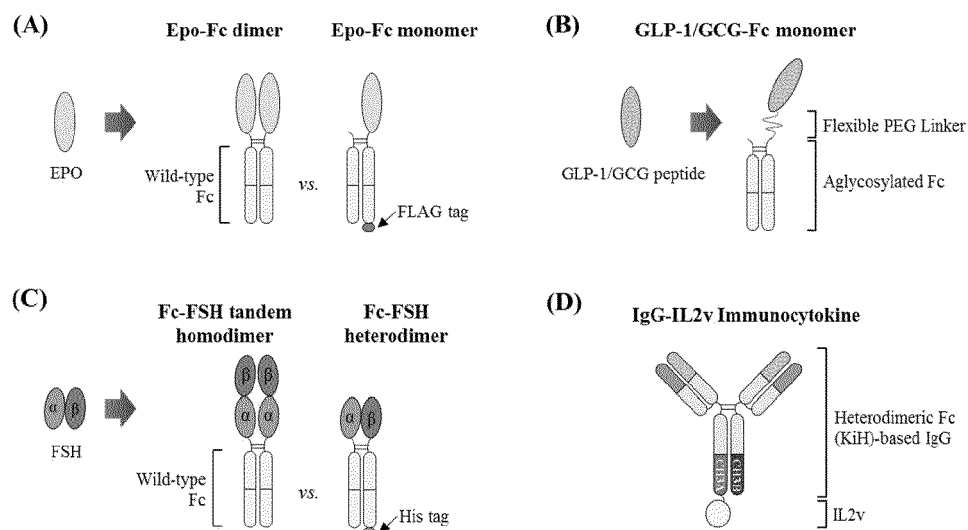 (A)
Epo-Fc dimer
Epo-Fc monomer
EPO
Wild-type
Fc
vs.
FLAG tag
(B)
GLP-1/GCG-Fc monomer
GLP-1/GCG peptide
Flexible PEG Linker
Aglycosylated Fc
(C)
Fc-FSH tandem
homodimer
Fc-FSH
heterodimer
α β
FSH
β β
α α
α β
Wild-type
Fc
vs.
His tag
(D)
IgG-IL2v Immunocytokine
Heterodimeric Fc
(KiH)-based IgG
IL2v